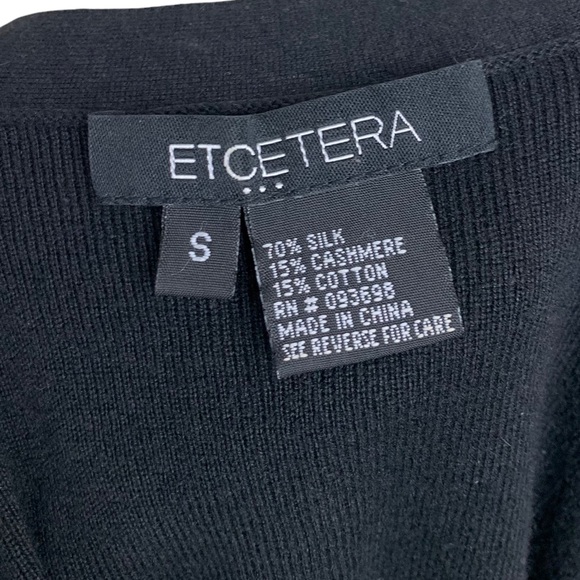 ETCETERA
S
70% SILK
15% CASHMERE
15% COTTON
RN # 093698
MADE IN CHINA
SEE REVERSE FOR CARE